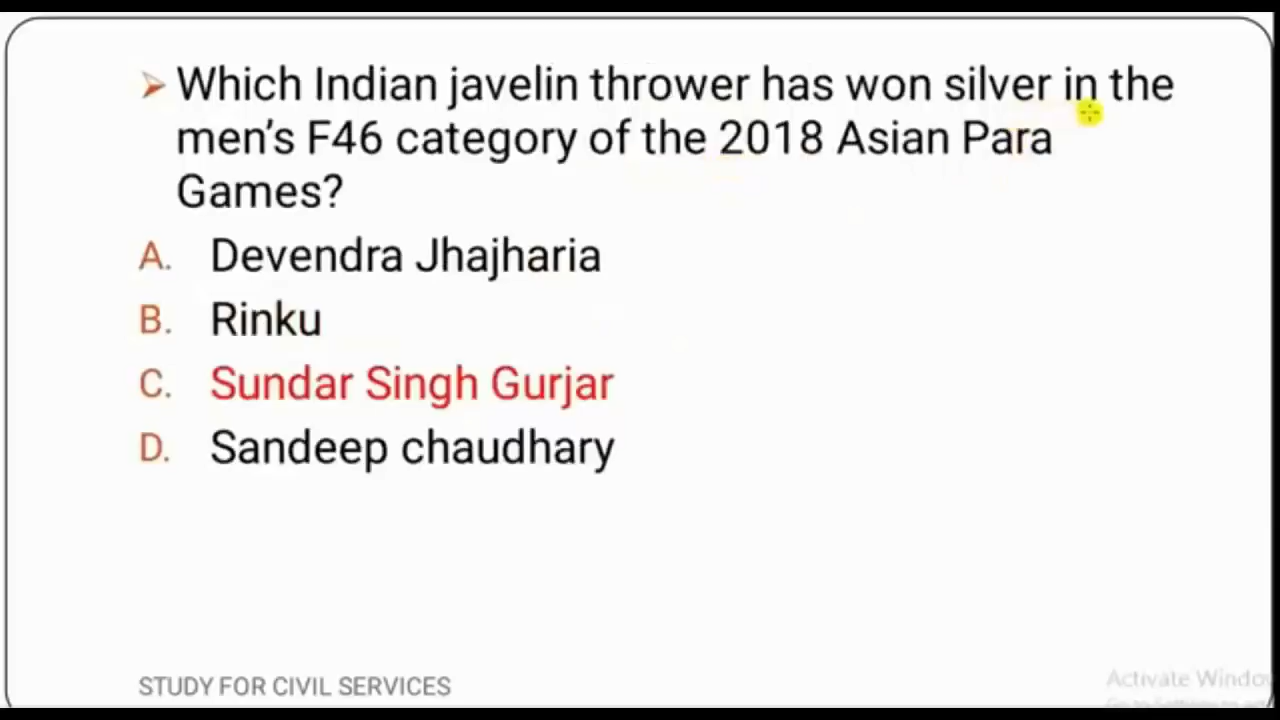 Which Indian javelin thrower has won silver in the
men's F46 category of the 2018 Asian Para
Games?
A. Devendra Jhajharia
B. Rinku
C. Sundar Singh Gurjar
D. Sandeep chaudhary
STUDY FOR CIVIL SERVICES
Activate